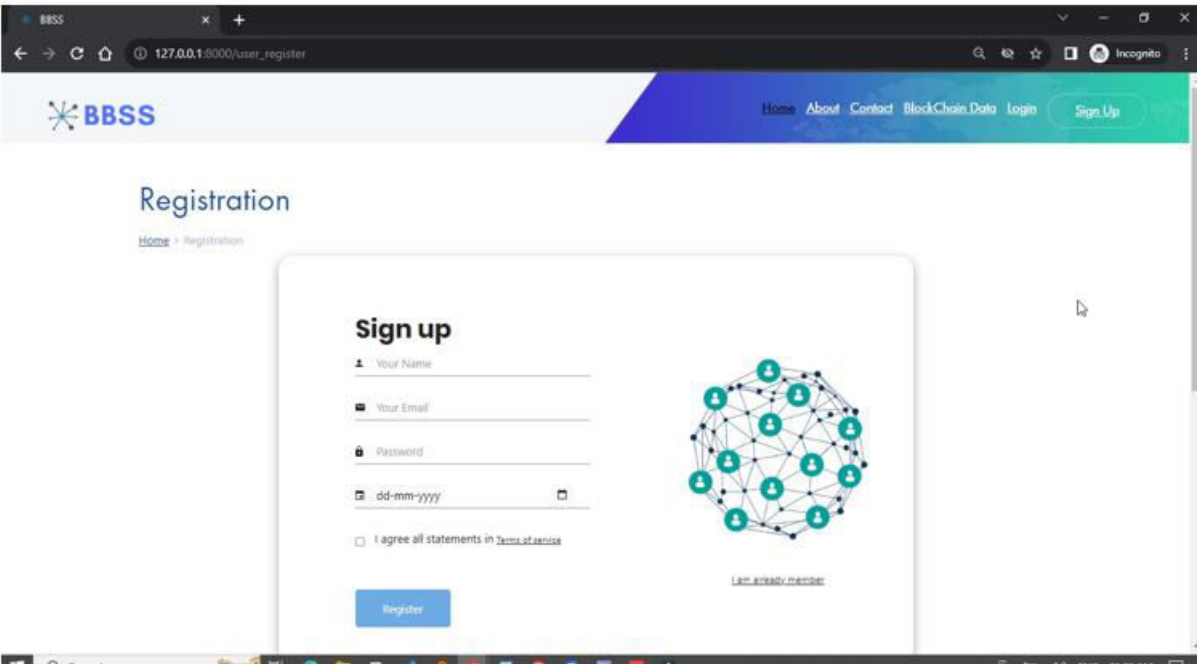 BBSS
127.0.0.1:8000/user_register
Incognito
BBSS
Home About Contact BlockChain Data Login Sign Up
Registration
Home > Registration
Sign up
Your Name
Your Email
Password
dd-mm-yyyy
I agree all statements in Terms of service
I am already member
Register